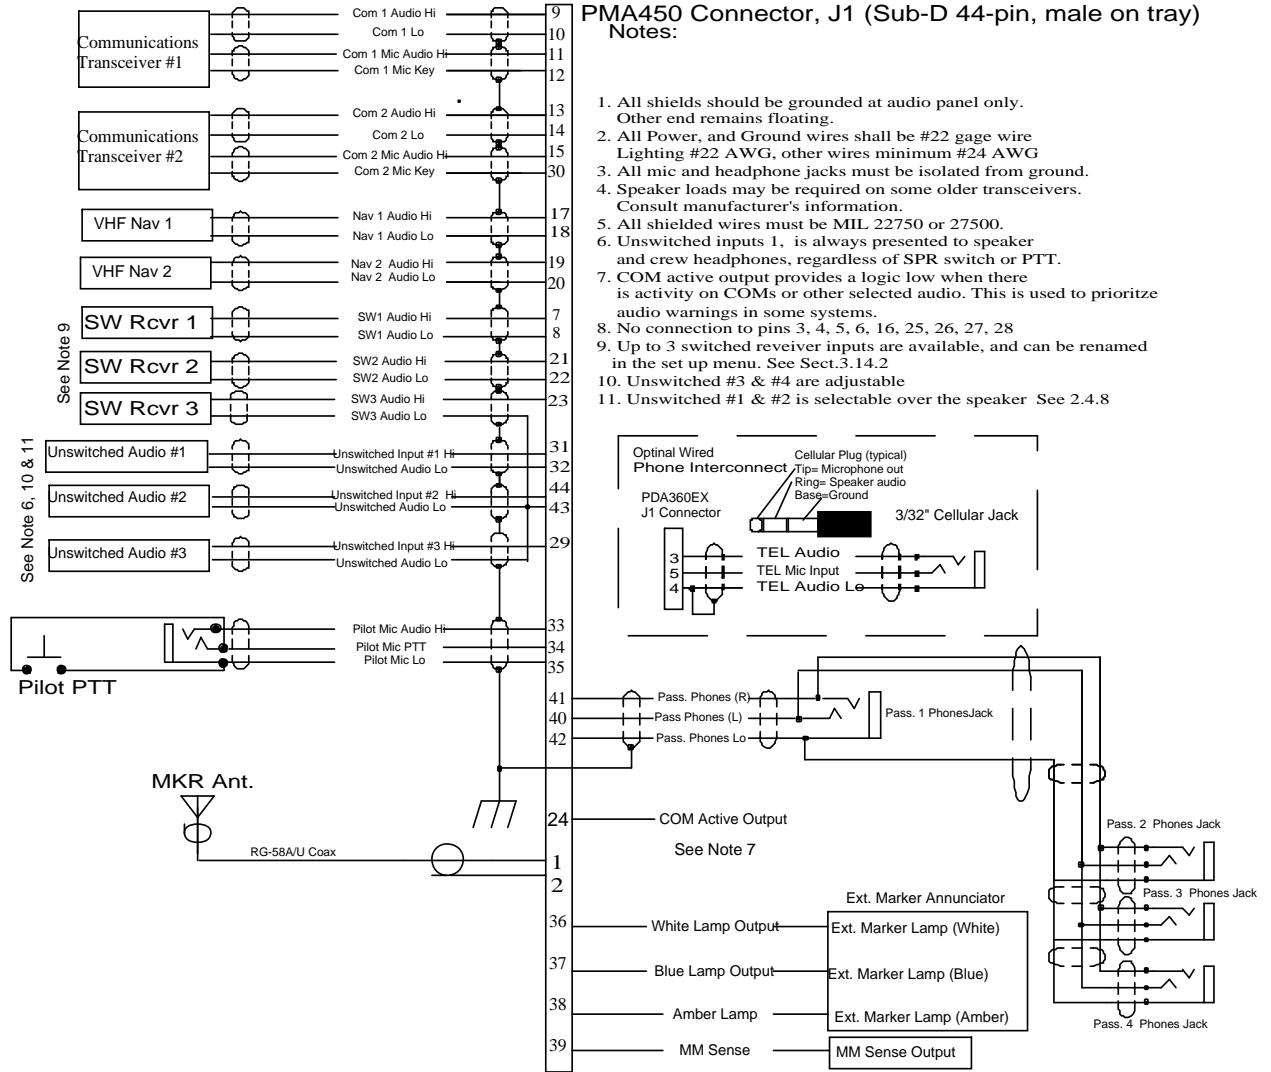 PMA450 Connector, J1 (Sub-D 44-pin, male on tray)
Notes:
1. All shields should be grounded at audio panel only.
Other end remains floating.
2. All Power, and Ground wires shall be #22 gage wire
Lighting #22 AWG, other wires minimum #24 AWG
3. All mic and headphone jacks must be isolated from ground.
4. Speaker loads may be required on some older transceivers.
Consult manufacturer's information.
5. All shielded wires must be MIL 22750 or 27500.
6. Unswitched inputs 1, is always presented to speaker
and crew headphones, regardless of SPR switch or PTT.
7. COM active output provides a logic low when there
is activity on COMs or other selected audio. This is used to prioritze
audio warnings in some systems.
8. No connection to pins 3, 4, 5, 6, 16, 25, 26, 27, 28
9. Up to 3 switched reveiver inputs are available, and can be renamed
in the set up menu. See Sect.3.14.2
10. Unswitched #3 & #4 are adjustable
11. Unswitched #1 & #2 is selectable over the speaker See 2.4.8
Communications
Transceiver #1
Com 1 Audio Hi 9
Com 1 Lo 10
Com 1 Mic Audio Hi 11
Com 1 Mic Key 12
Communications
Transceiver #2
Com 2 Audio Hi 13
Com 2 Lo 14
Com 2 Mic Audio Hi 15
Com 2 Mic Key 30
VHF Nav 1
Nav 1 Audio Hi 17
Nav 1 Audio Lo 18
VHF Nav 2
Nav 2 Audio Hi 19
Nav 2 Audio Lo 20
See Note 9
SW Rcvr 1
SW1 Audio Hi 7
SW1 Audio Lo 8
SW Rcvr 2
SW2 Audio Hi 21
SW2 Audio Lo 22
SW Rcvr 3
SW3 Audio Hi 23
SW3 Audio Lo
See Note 6, 10 & 11
Unswitched Audio #1
Unswitched Input #1 Hi 31
Unswitched Audio Lo 32
Unswitched Audio #2
Unswitched Input #2 Hi 44
Unswitched Audio Lo 43
Unswitched Audio #3
Unswitched Input #3 Hi 29
Unswitched Audio Lo
Pilot PTT
Pilot Mic Audio Hi 33
Pilot Mic PTT 34
Pilot Mic Lo 35
Optinal Wired
Phone Interconnect
Cellular Plug (typical)
Tip= Microphone out
Ring= Speaker audio
Base=Ground
PDA360EX
J1 Connector
3/32" Cellular Jack
3 TEL Audio
5 TEL Mic Input
4 TEL Audio Lo
41 Pass. Phones (R)
40 Pass Phones (L)
42 Pass. Phones Lo
Pass. 1 PhonesJack
MKR Ant.
RG-58A/U Coax
1
2
24 COM Active Output
See Note 7
Pass. 2 Phones Jack
Pass. 3 Phones Jack
Pass. 4 Phones Jack
Ext. Marker Annunciator
36 White Lamp Output Ext. Marker Lamp (White)
37 Blue Lamp Output Ext. Marker Lamp (Blue)
38 Amber Lamp Ext. Marker Lamp (Amber)
39 MM Sense MM Sense Output